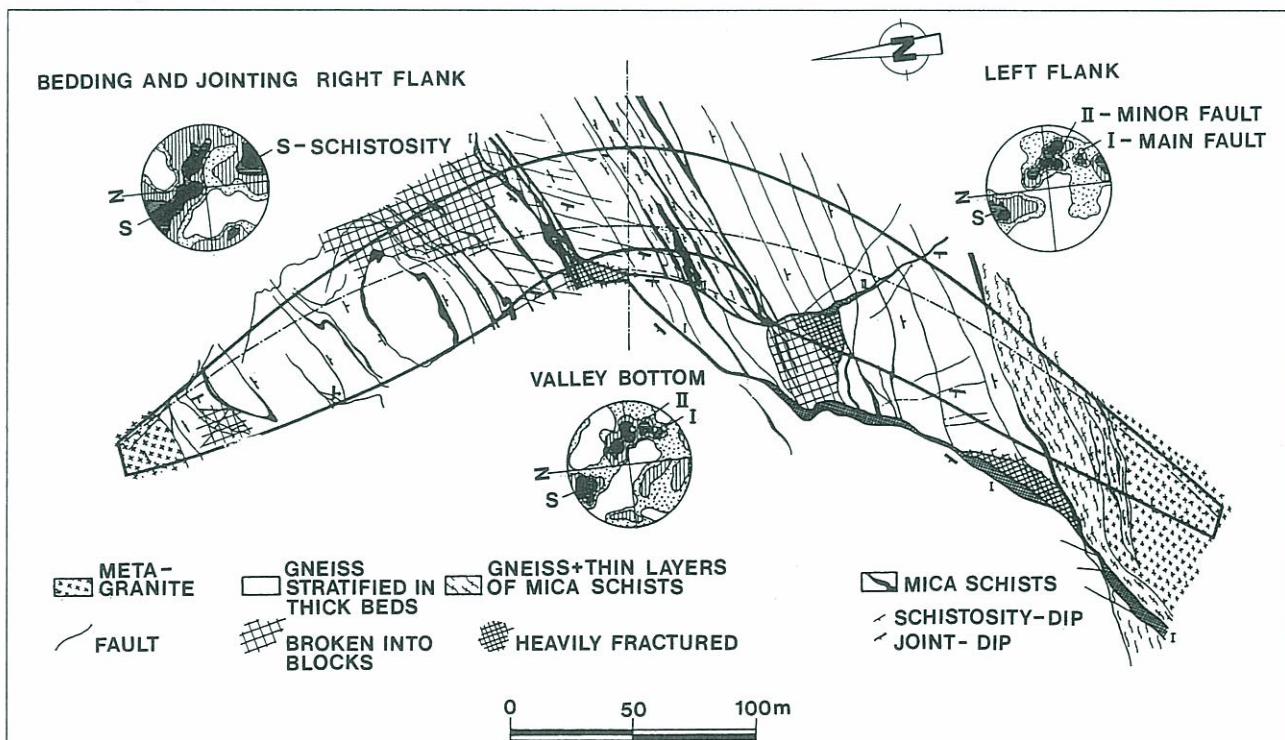 N
BEDDING AND JOINTING RIGHT FLANK
LEFT FLANK
II - MINOR FAULT
I - MAIN FAULT
S - SCHISTOSITY
N
S
N
S
I
I
II
II
I
I
I
VALLEY BOTTOM
II
I
N
S
META-
GRANITE
GNEISS
STRATIFIED IN
THICK BEDS
GNEISS+THIN LAYERS
OF MICA SCHISTS
MICA SCHISTS
SCHISTOSITY-DIP
JOINT- DIP
FAULT
BROKEN INTO
BLOCKS
HEAVILY FRACTURED
0 50 100m